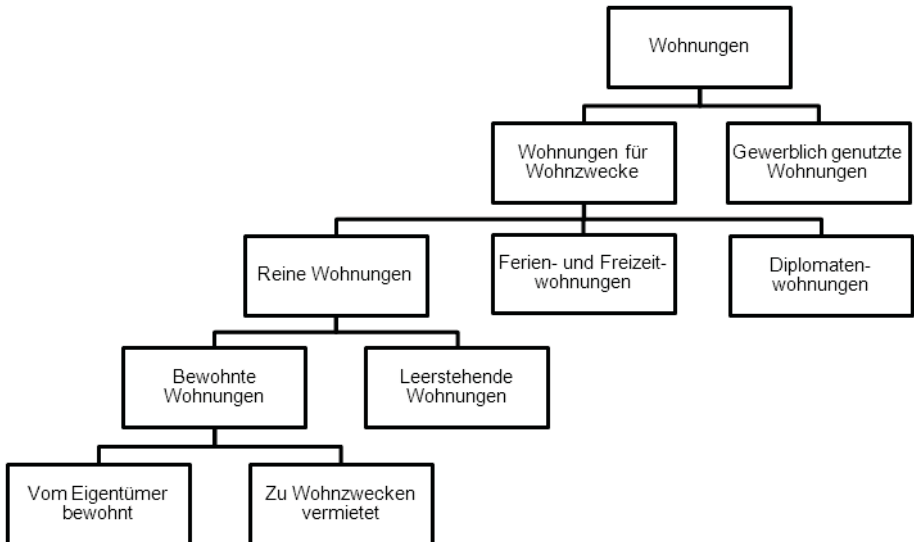 Wohnungen
Wohnungen für
Wohnzwecke
Gewerblich genutzte
Wohnungen
Reine Wohnungen
Ferien- und Freizeit-
wohnungen
Diplomaten-
wohnungen
Bewohnte
Wohnungen
Leerstehende
Wohnungen
Vom Eigentümer
bewohnt
Zu Wohnzwecken
vermietet